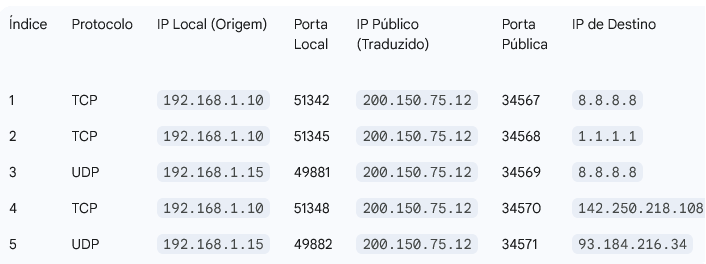 Índice Protocolo IP Local (Origem) Porta Local IP Público (Traduzido) Porta Pública IP de Destino
1 TCP 192.168.1.10 51342 200.150.75.12 34567 8.8.8.8
2 TCP 192.168.1.10 51345 200.150.75.12 34568 1.1.1.1
3 UDP 192.168.1.15 49881 200.150.75.12 34569 8.8.8.8
4 TCP 192.168.1.10 51348 200.150.75.12 34570 142.250.218.108
5 UDP 192.168.1.15 49882 200.150.75.12 34571 93.184.216.34